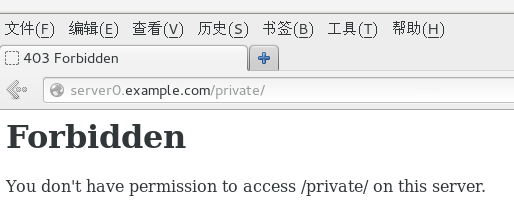 文件(F) 编辑(E) 查看(V) 历史(S) 书签(B) 工具(T) 帮助(H)
403 Forbidden
server0.example.com/private/
Forbidden
You don't have permission to access /private/ on this server.